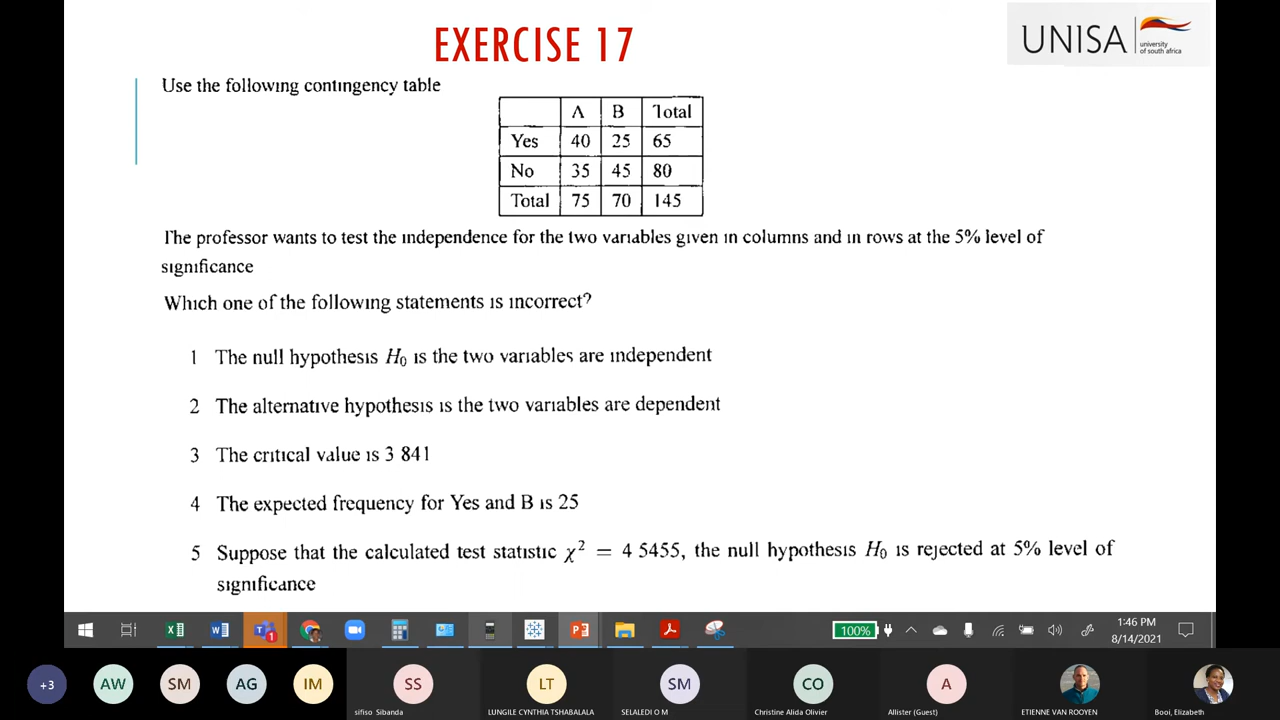 EXERCISE 17
UNISA
university
of south africa
Use the following contingency table
A B Total
Yes 40 25 65
No 35 45 80
Total 75 70 145
The professor wants to test the independence for the two variables given in columns and in rows at the 5% level of
significance
Which one of the following statements is incorrect?
1 The null hypothesis H₀ is the two variables are independent
2 The alternative hypothesis is the two variables are dependent
3 The critical value is 3 841
4 The expected frequency for Yes and B is 25
5 Suppose that the calculated test statistic χ² = 4 5455, the null hypothesis H₀ is rejected at 5% level of
significance
100%
1:46 PM
8/14/2021
+3 AW SM AG IM SS LT SM CO A
sifiso Sibanda LUNGILE CYNTHIA TSHABALALA SELALEDI O M Christine Alida Olivier Allister (Guest) ETIENNE VAN ROOYEN Booi, Elizabeth